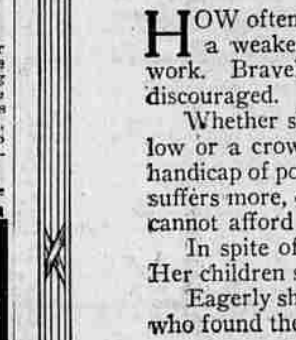 HOW often
a weake
work. Brave
discouraged.
Whether s
low or a crow
handicap of po
suffers more,
cannot afford
In spite of
Her children s
Eagerly sh
who found the